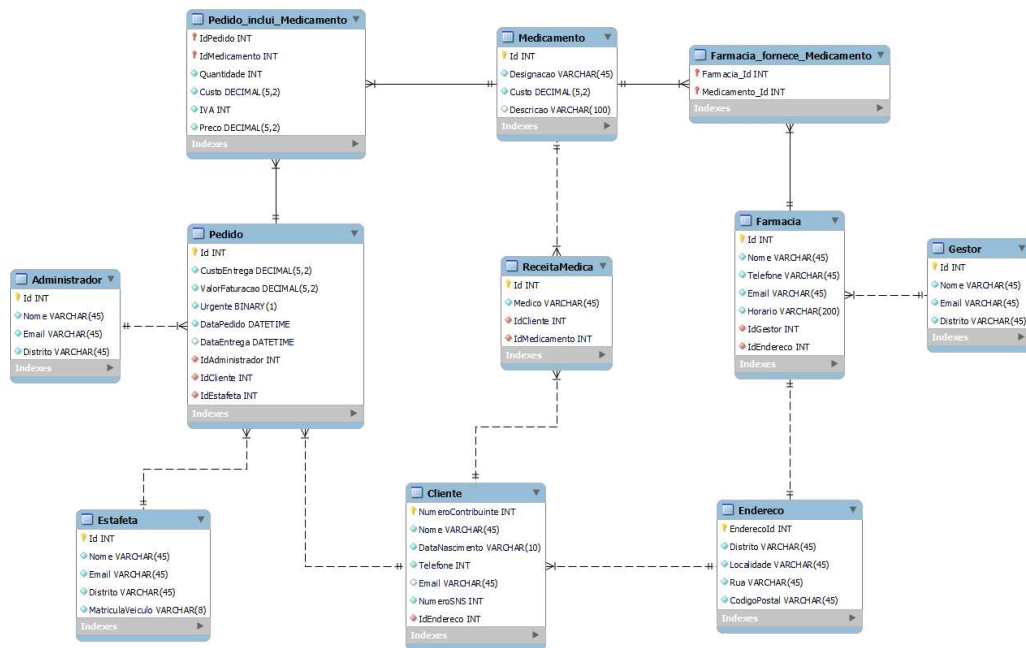 Pedido_inclui_Medicamento
IdPedido INT
IdMedicamento INT
Quantidade INT
Custo DECIMAL(5,2)
IVA INT
Preco DECIMAL(5,2)
Indexes
Medicamento
Id INT
Designacao VARCHAR(45)
Custo DECIMAL(5,2)
Descricao VARCHAR(100)
Indexes
Farmacia_fornece_Medicamento
Farmacia_Id INT
Medicamento_Id INT
Indexes
Pedido
Id INT
CustoEntrega DECIMAL(5,2)
ValorFaturacao DECIMAL(5,2)
Urgente BINARY(1)
DataPedido DATETIME
DataEntrega DATETIME
IdAdministrador INT
IdCliente INT
IdEstafeta INT
Indexes
Administrador
Id INT
Nome VARCHAR(45)
Email VARCHAR(45)
Distrito VARCHAR(45)
Indexes
ReceitaMedica
Id INT
Medico VARCHAR(45)
IdCliente INT
IdMedicamento INT
Indexes
Farmacia
Id INT
Nome VARCHAR(45)
Telefone VARCHAR(45)
Email VARCHAR(45)
Horario VARCHAR(200)
IdGestor INT
IdEndereco INT
Indexes
Gestor
Id INT
Nome VARCHAR(45)
Email VARCHAR(45)
Distrito VARCHAR(45)
Indexes
Estafeta
Id INT
Nome VARCHAR(45)
Email VARCHAR(45)
Distrito VARCHAR(45)
MatriculaVeiculo VARCHAR(8)
Indexes
Cliente
NumeroContribuinte INT
Nome VARCHAR(45)
DataNascimento VARCHAR(10)
Telefone INT
Email VARCHAR(45)
NumeroSNS INT
IdEndereco INT
Indexes
Endereco
EnderecoId INT
Distrito VARCHAR(45)
Localidade VARCHAR(45)
Rua VARCHAR(45)
CodigoPostal VARCHAR(45)
Indexes